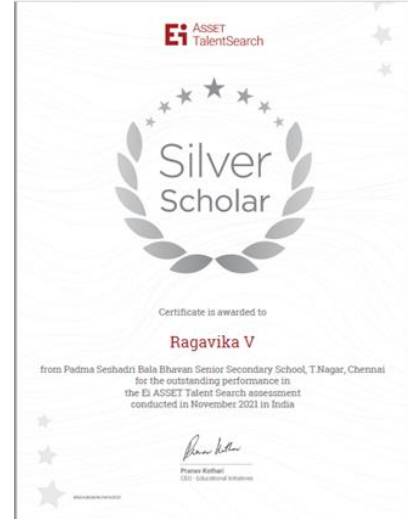 Ei ASSET
TalentSearch
Silver
Scholar
Certificate is awarded to
Ragavika V
from Padma Seshadri Bala Bhavan Senior Secondary School, T.Nagar, Chennai
for the outstanding performance in
the Ei ASSET Talent Search assessment
conducted in November 2021 in India
Pranav Kothari
CEO - Educational Initiatives